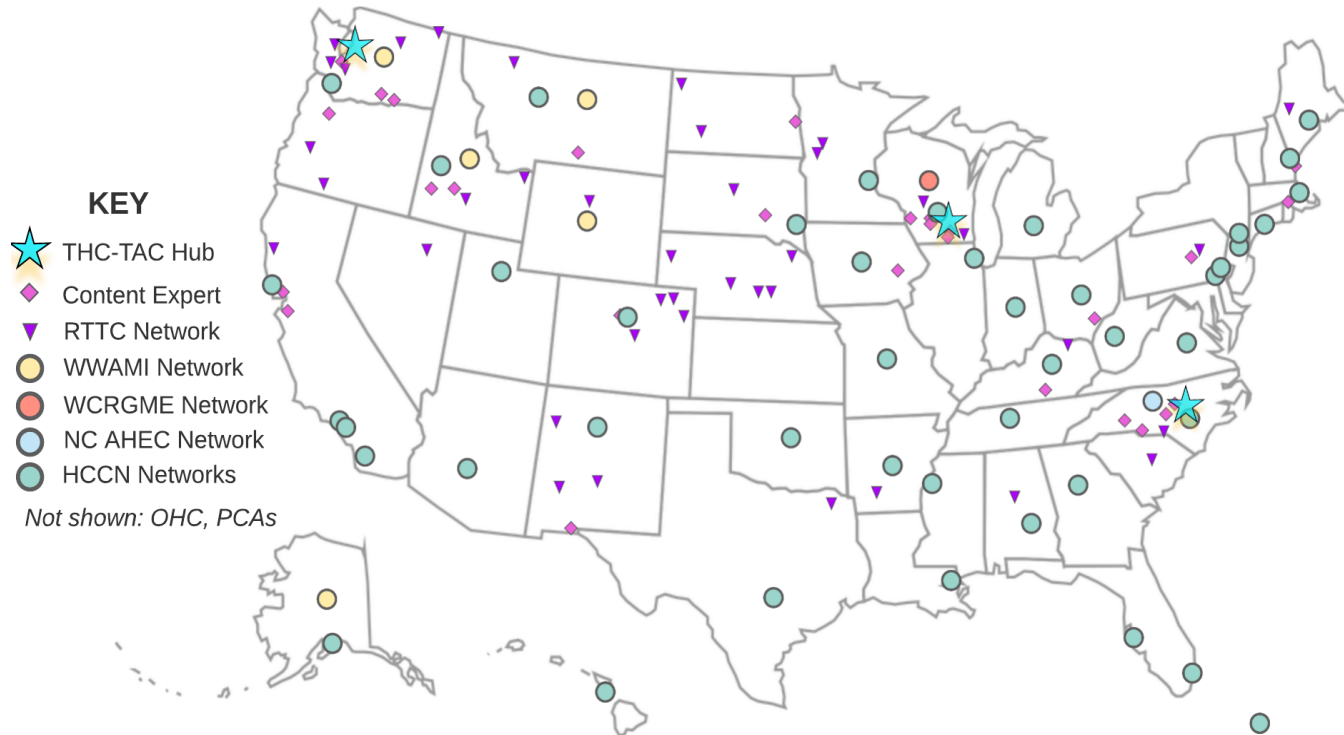 KEY
THC-TAC Hub
Content Expert
RTTC Network
WWAMI Network
WCRGME Network
NC AHEC Network
HCCN Networks
Not shown: OHC, PCAs